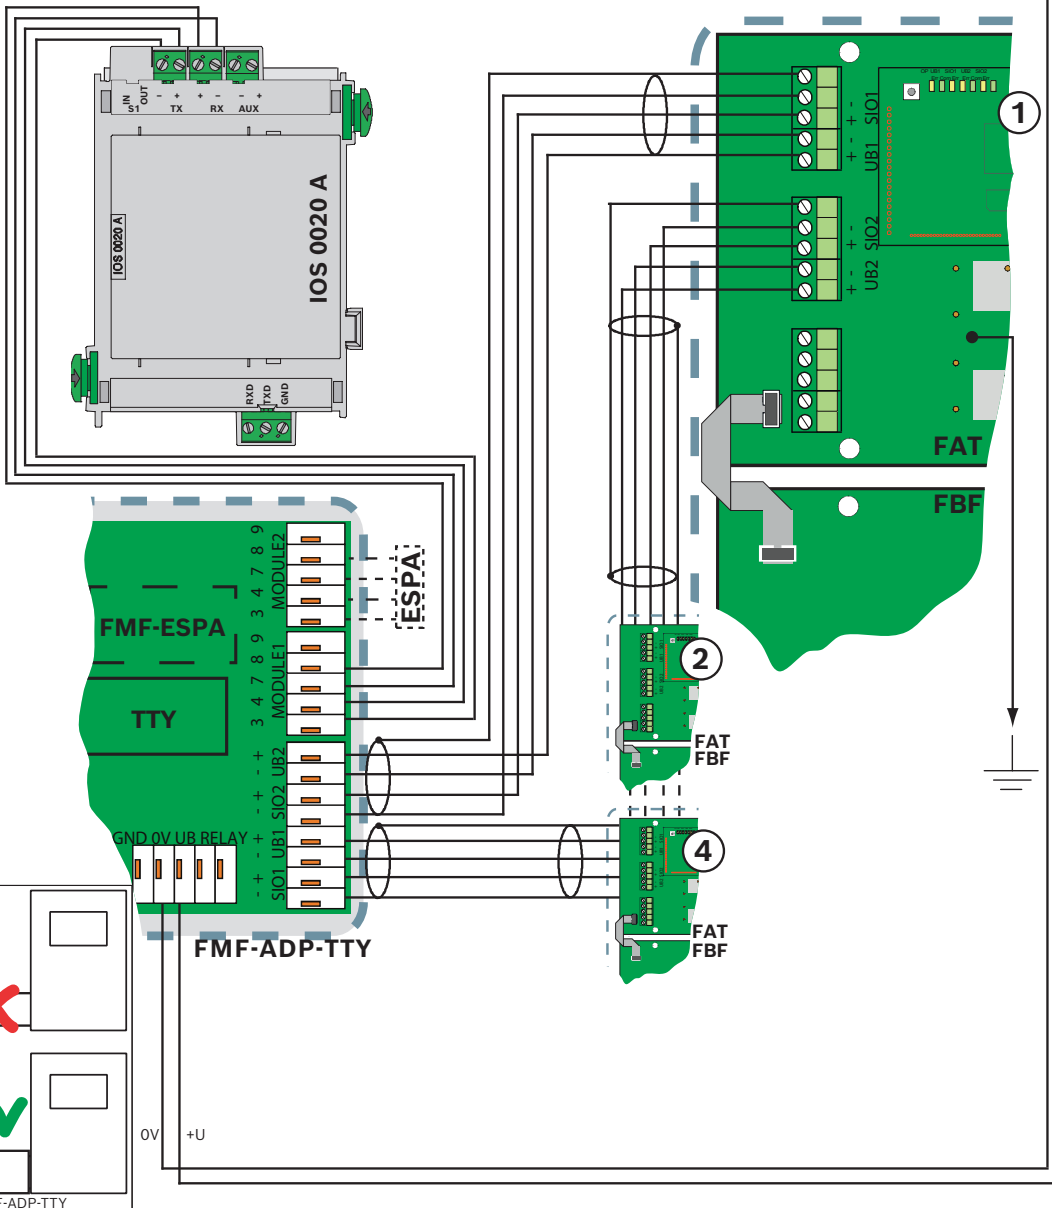 IN
OUT
S1
- + + - - +
TX RX AUX
IOS 0020 A
IOS 0020 A
RXD
TXD
GND
1
+ - SIO1
+ - UB1
+ - SIO2
+ - UB2
FAT
FBF
9
8
7
4
3
MODULE2
ESPA
FMF-ESPA
9
8
7
4
3
MODULE1
TTY
+
-
UB2
+
-
SIO2
+
-
UB1
+
-
SIO1
GND 0V UB RELAY
FMF-ADP-TTY
2
FAT
FBF
4
FAT
FBF
0V
+U
F-ADP-TTY